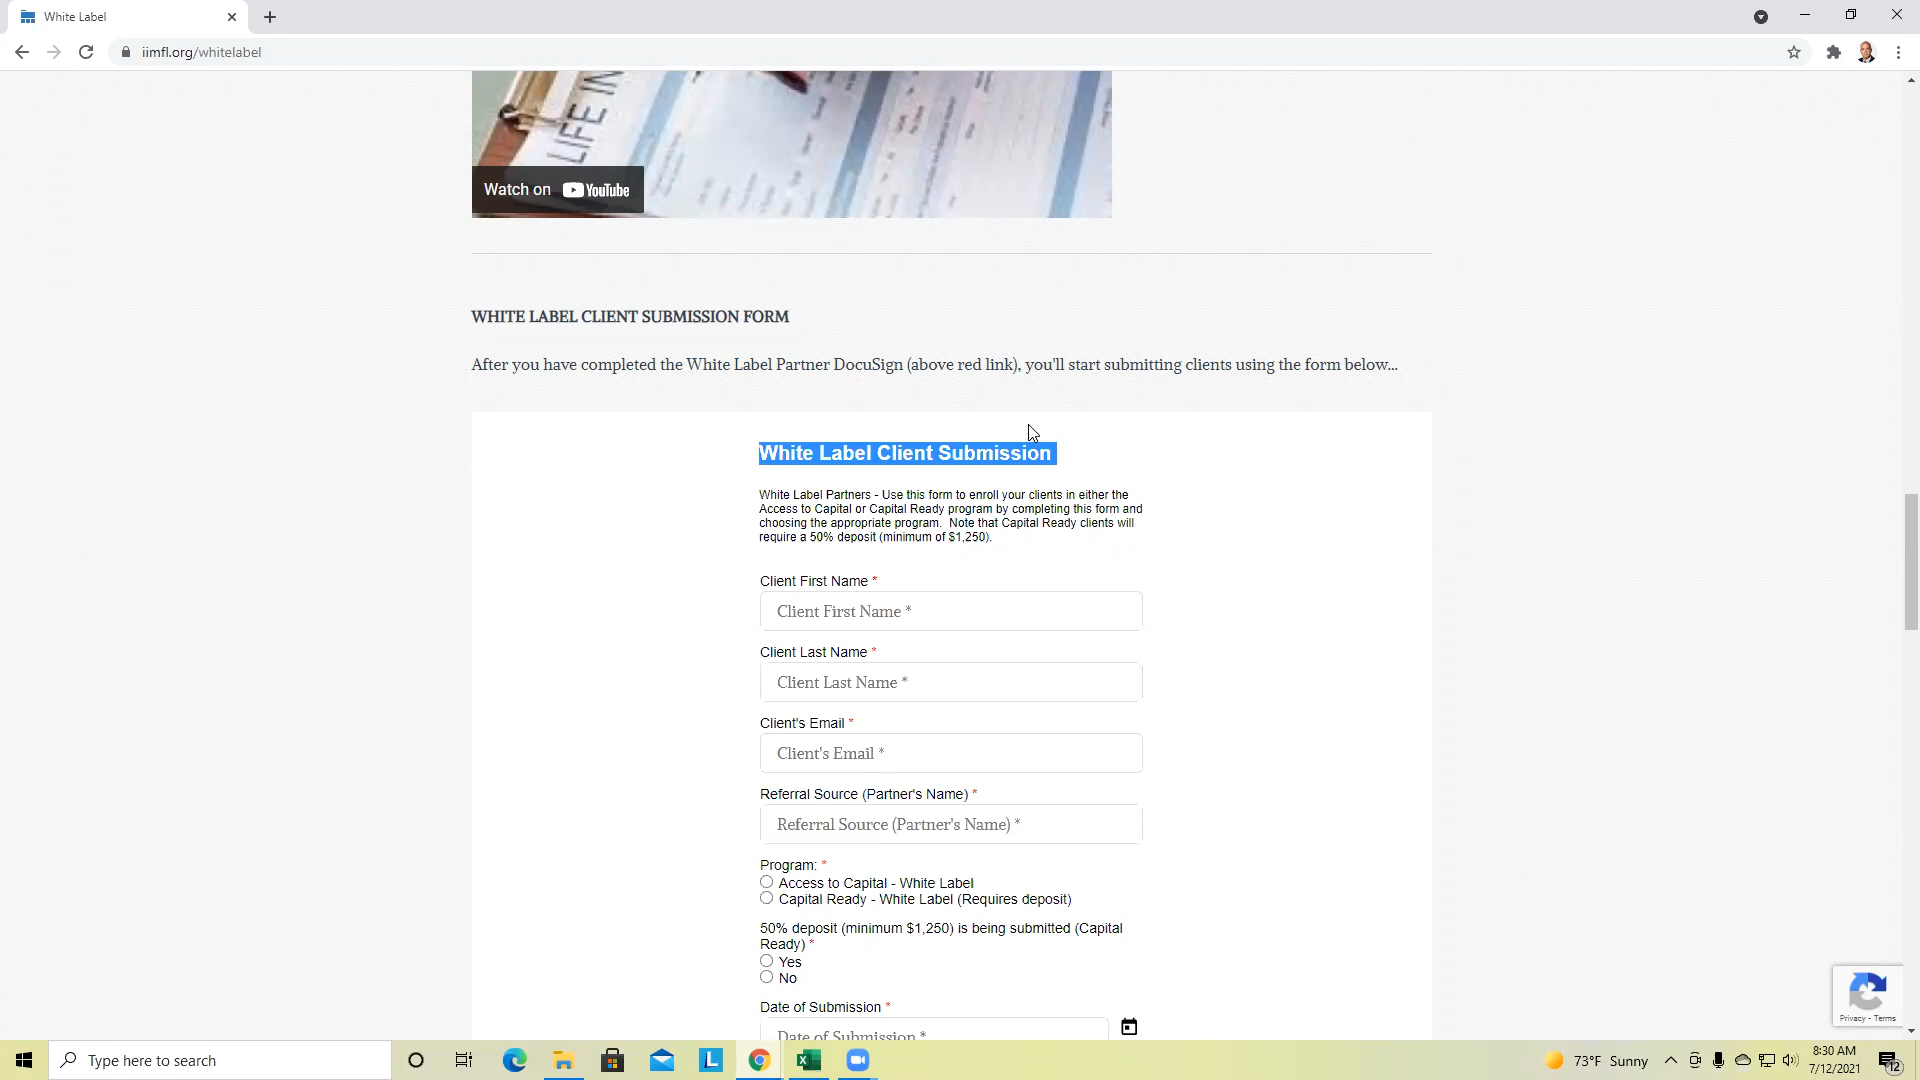 White Label
iimfl.org/whitelabel
LIFE IN
Watch on YouTube
WHITE LABEL CLIENT SUBMISSION FORM
After you have completed the White Label Partner DocuSign (above red link), you'll start submitting clients using the form below...
White Label Client Submission
White Label Partners - Use this form to enroll your clients in either the
Access to Capital or Capital Ready program by completing this form and
choosing the appropriate program.  Note that Capital Ready clients will
require a 50% deposit (minimum of $1,250).
Client First Name *
Client First Name *
Client Last Name *
Client Last Name *
Client's Email *
Client's Email *
Referral Source (Partner's Name) *
Referral Source (Partner's Name) *
Program: *
Access to Capital - White Label
Capital Ready - White Label (Requires deposit)
50% deposit (minimum $1,250) is being submitted (Capital
Ready) *
Yes
No
Date of Submission *
Date of Submission *
Privacy - Terms
Type here to search
L
73°F Sunny
8:30 AM
7/12/2021
12